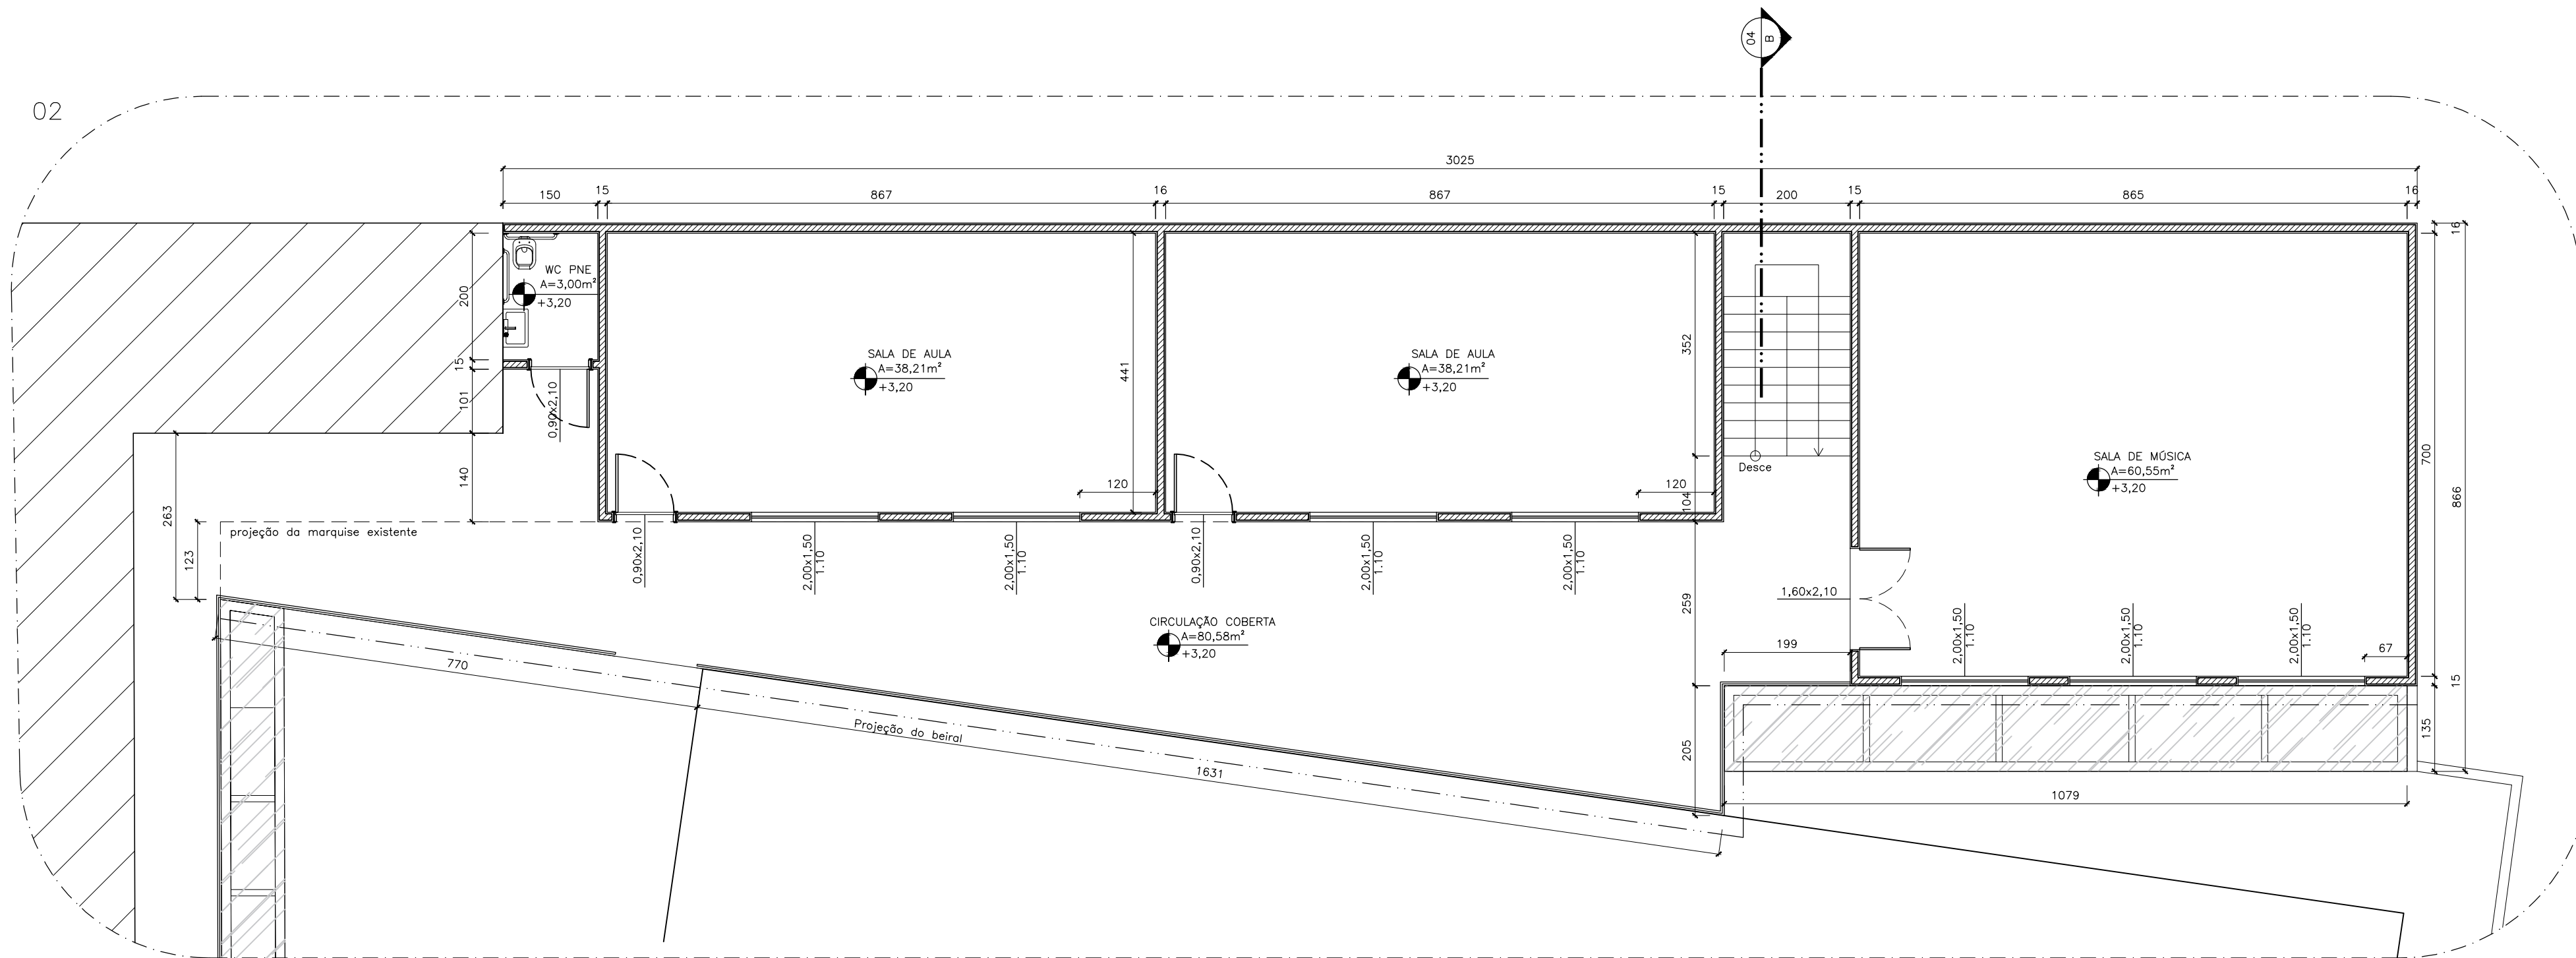 04
B
02
3025
150
15
867
16
867
15
200
15
865
16
16
WC PNE
A=3,00m²
+3,20
200
15
101
140
0,90x2,10
SALA DE AULA
A=38,21m²
+3,20
441
120
SALA DE AULA
A=38,21m²
+3,20
352
120
104
Desce
SALA DE MÚSICA
A=60,55m²
+3,20
700
866
15
135
263
123
projeção da marquise existente
0,90x2,10
2,00x1,50
1.10
2,00x1,50
1.10
0,90x2,10
2,00x1,50
1.10
2,00x1,50
1.10
259
1,60x2,10
199
2,00x1,50
1.10
2,00x1,50
1.10
2,00x1,50
1.10
67
CIRCULAÇÃO COBERTA
A=80,58m²
+3,20
770
Projeção do beiral
1631
205
1079